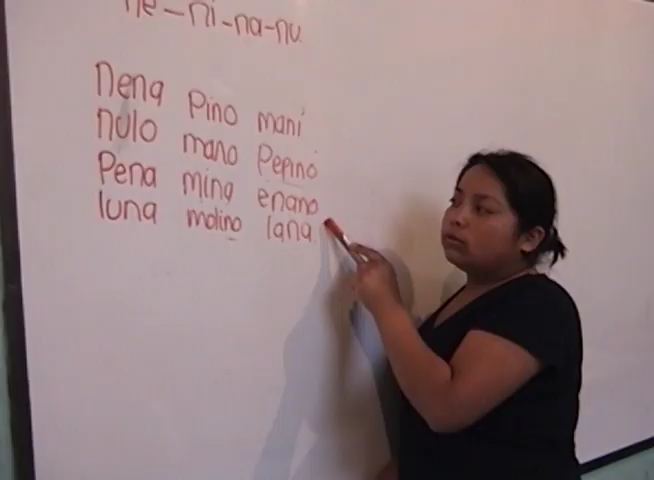 ne-ni-na-nu
nena pino maní
nulo mano pepino
Pena mina enano
luna molino lana